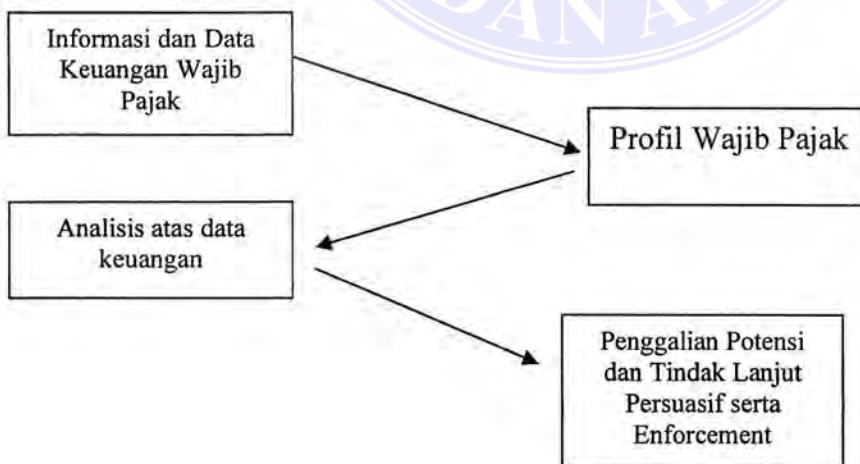 Informasi dan Data
Keuangan Wajib
Pajak
Profil Wajib Pajak
Analisis atas data
keuangan
Penggalian Potensi
dan Tindak Lanjut
Persuasif serta
Enforcement